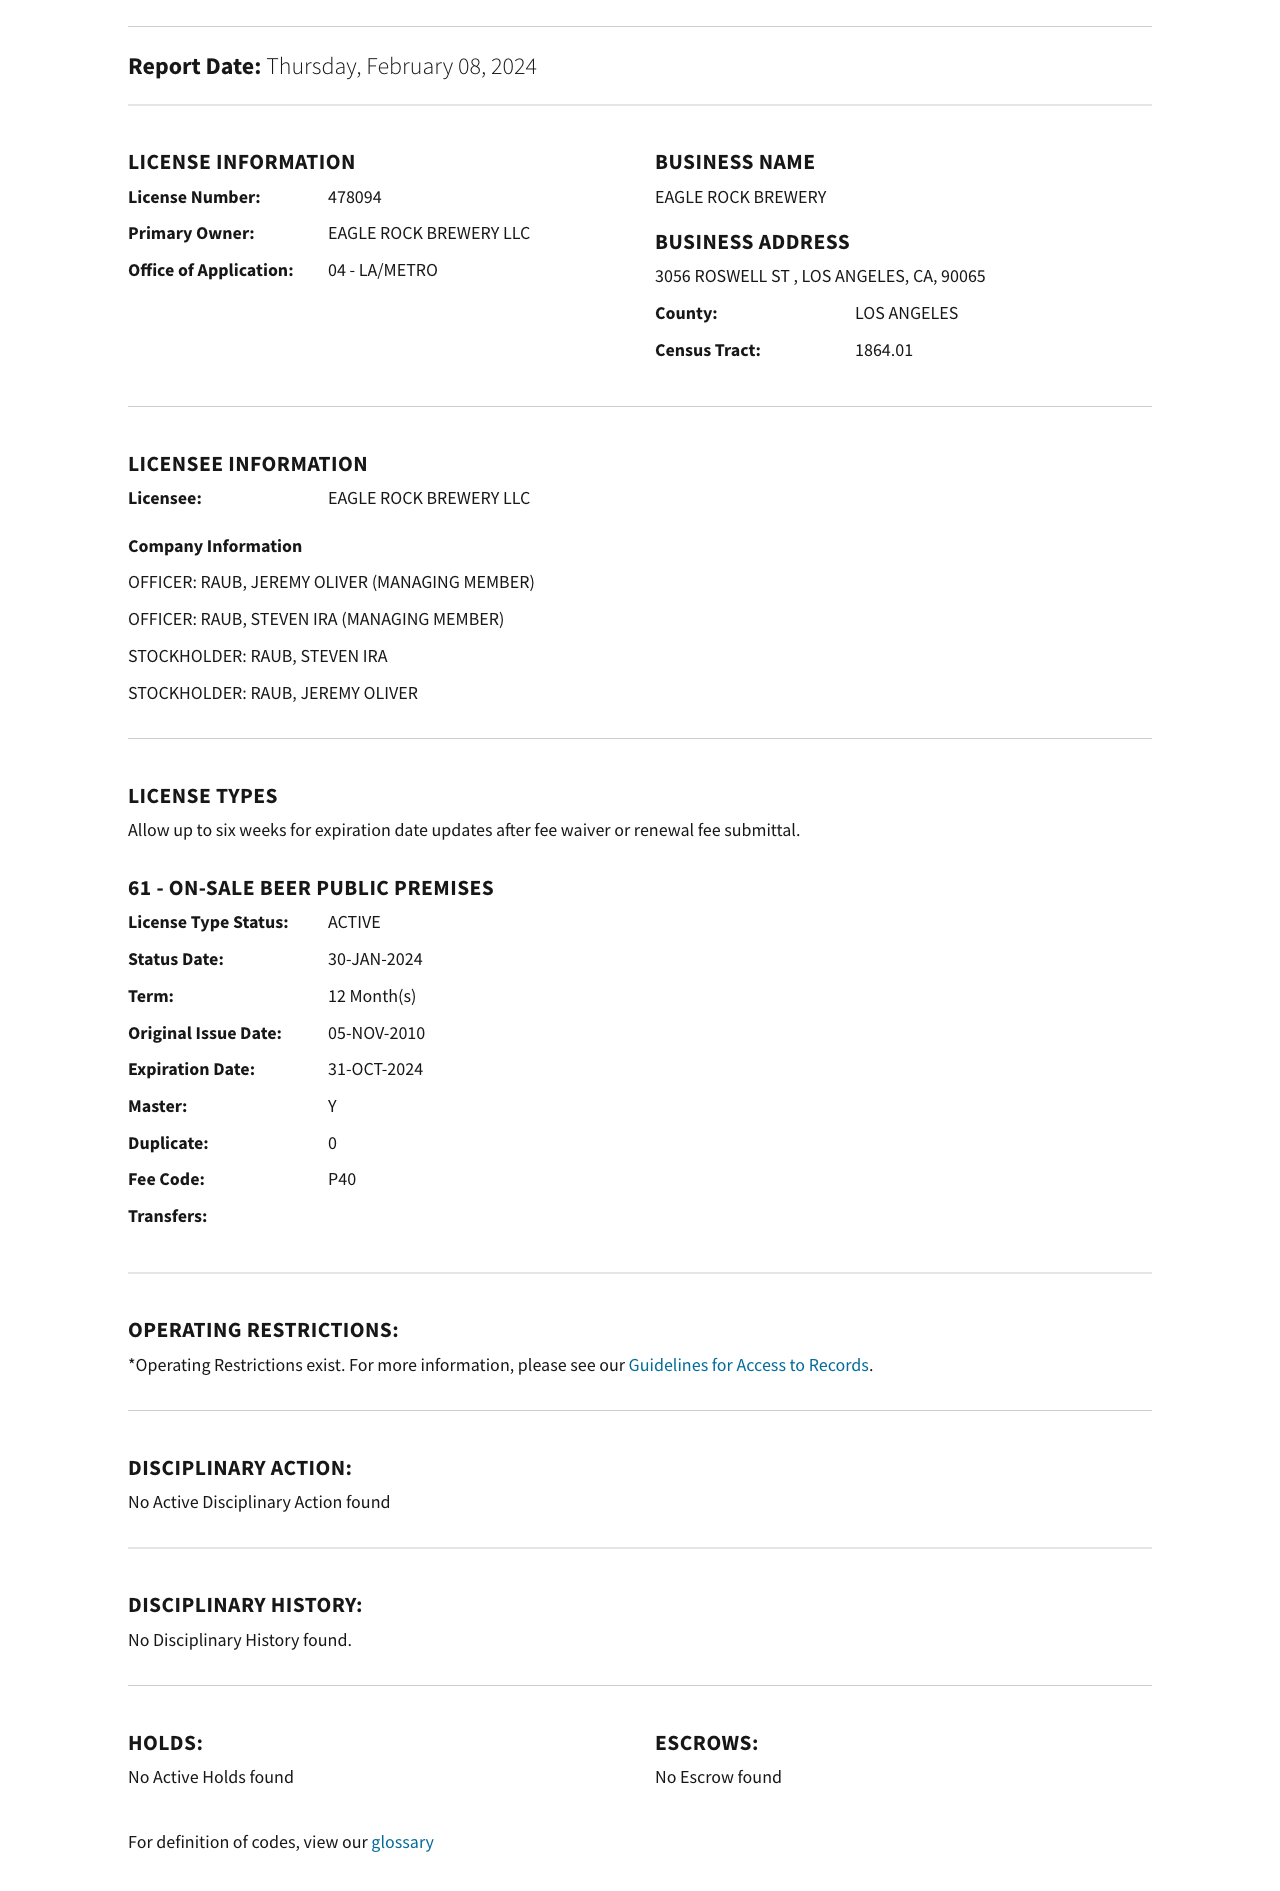 Report Date: Thursday, February 08, 2024
LICENSE INFORMATION
License Number: 478094
Primary Owner: EAGLE ROCK BREWERY LLC
Office of Application: 04 - LA/METRO
BUSINESS NAME
EAGLE ROCK BREWERY
BUSINESS ADDRESS
3056 ROSWELL ST , LOS ANGELES, CA, 90065
County: LOS ANGELES
Census Tract: 1864.01
LICENSEE INFORMATION
Licensee: EAGLE ROCK BREWERY LLC
Company Information
OFFICER: RAUB, JEREMY OLIVER (MANAGING MEMBER)
OFFICER: RAUB, STEVEN IRA (MANAGING MEMBER)
STOCKHOLDER: RAUB, STEVEN IRA
STOCKHOLDER: RAUB, JEREMY OLIVER
LICENSE TYPES
Allow up to six weeks for expiration date updates after fee waiver or renewal fee submittal.
61 - ON-SALE BEER PUBLIC PREMISES
License Type Status: ACTIVE
Status Date: 30-JAN-2024
Term: 12 Month(s)
Original Issue Date: 05-NOV-2010
Expiration Date: 31-OCT-2024
Master: Y
Duplicate: 0
Fee Code: P40
Transfers:
OPERATING RESTRICTIONS:
*Operating Restrictions exist. For more information, please see our Guidelines for Access to Records.
DISCIPLINARY ACTION:
No Active Disciplinary Action found
DISCIPLINARY HISTORY:
No Disciplinary History found.
HOLDS:
No Active Holds found
ESCROWS:
No Escrow found
For definition of codes, view our glossary